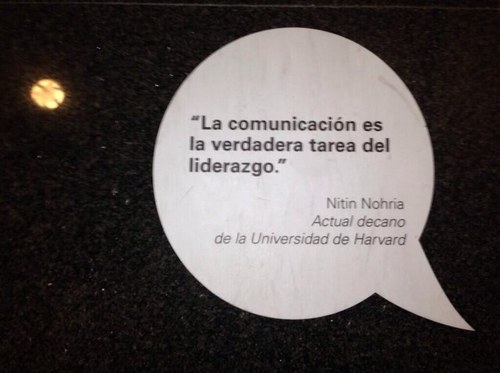 “La comunicación es
la verdadera tarea del
liderazgo.”
Nitin Nohria
Actual decano
de la Universidad de Harvard